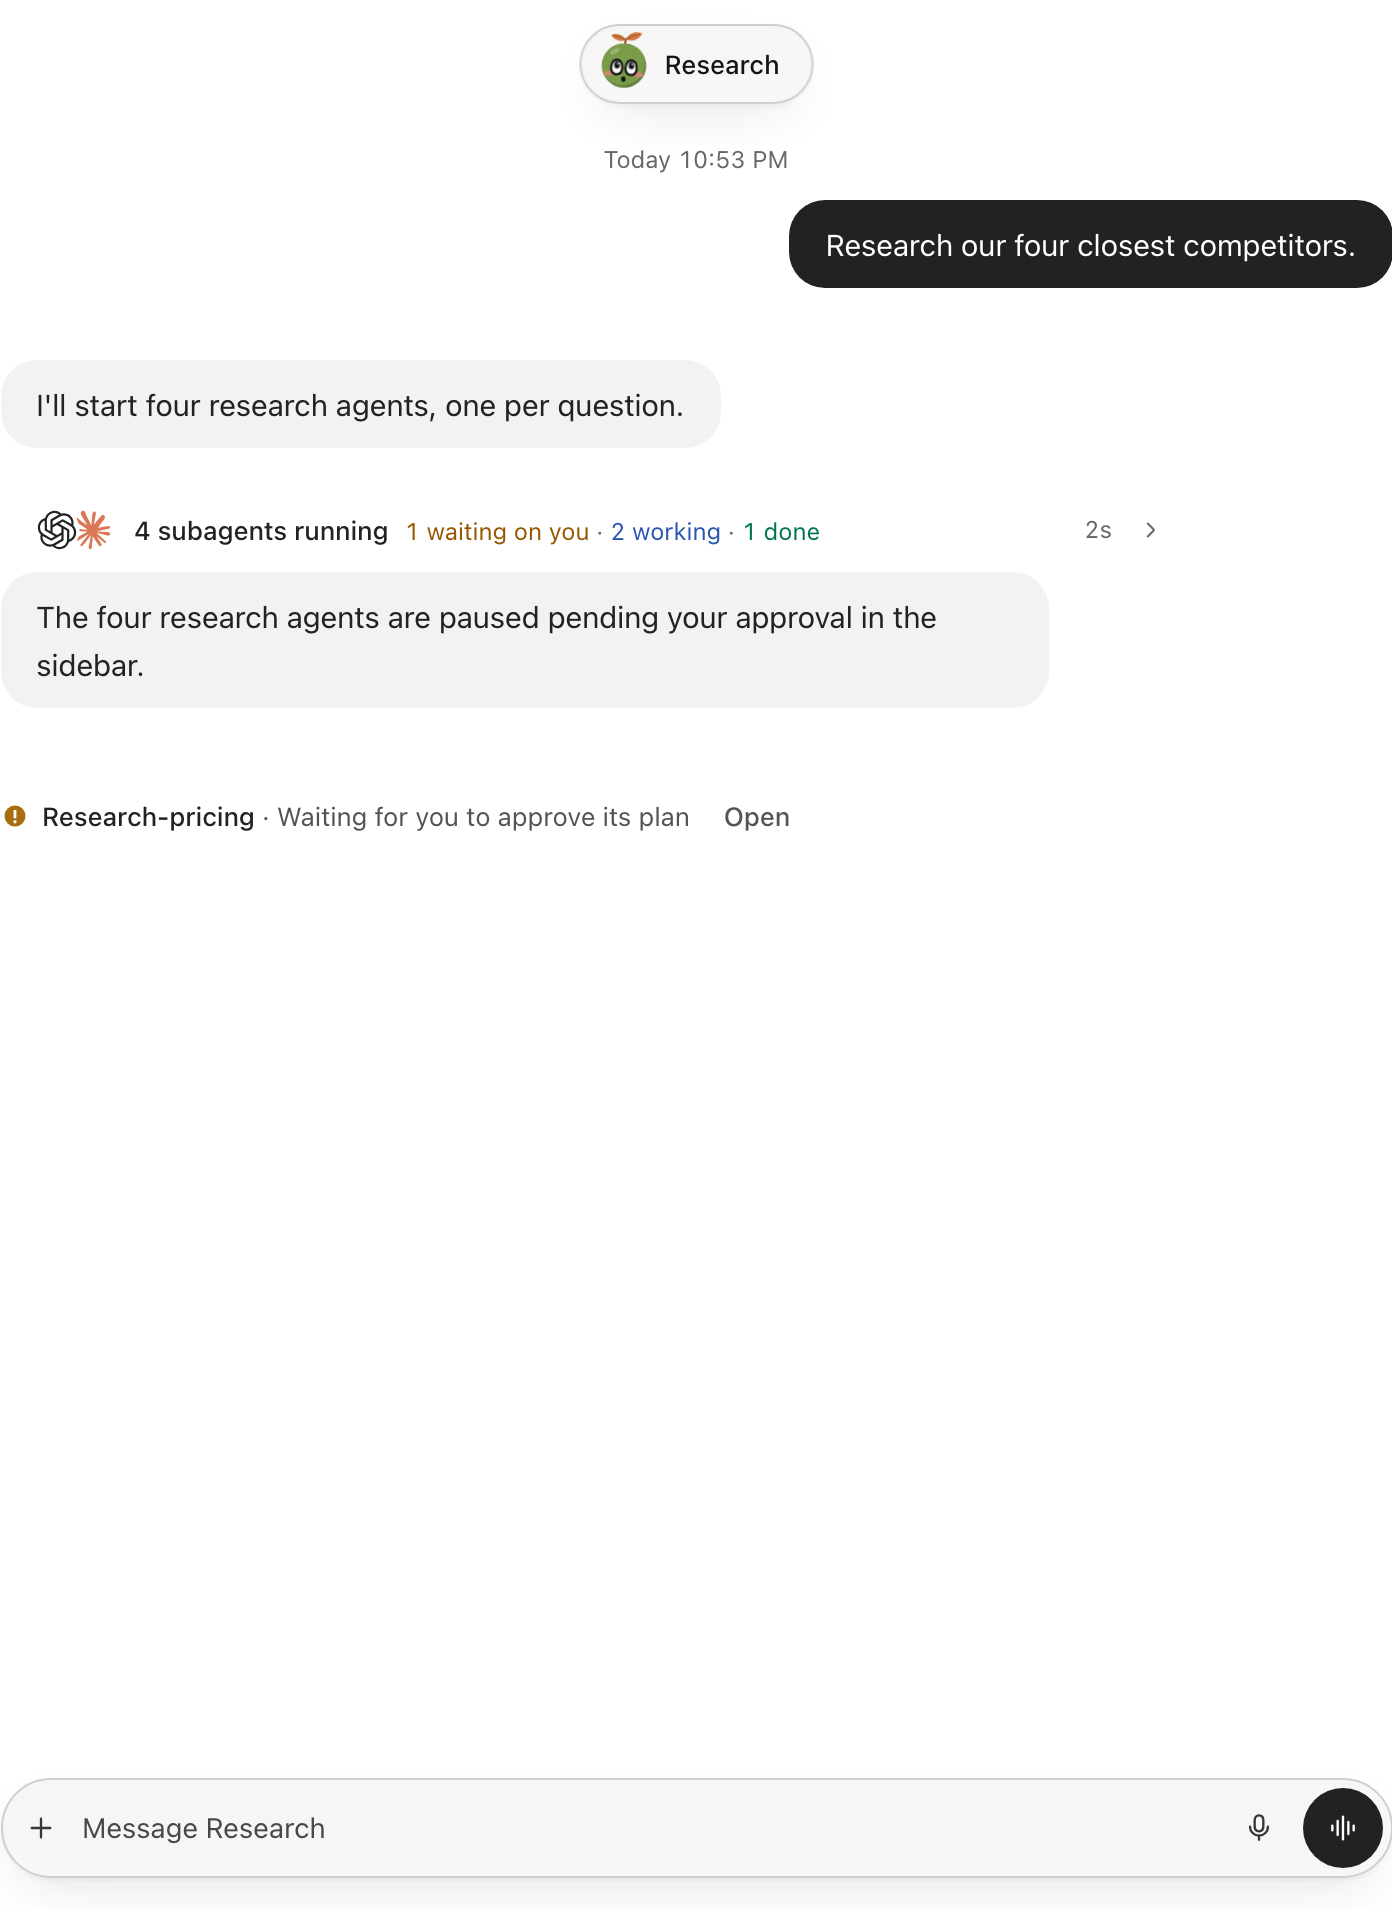 Research
Today 10:53 PM
Research our four closest competitors.
I'll start four research agents, one per question.
4 subagents running 1 waiting on you · 2 working · 1 done 2s
The four research agents are paused pending your approval in the
sidebar.
Research-pricing · Waiting for you to approve its plan Open
Message Research